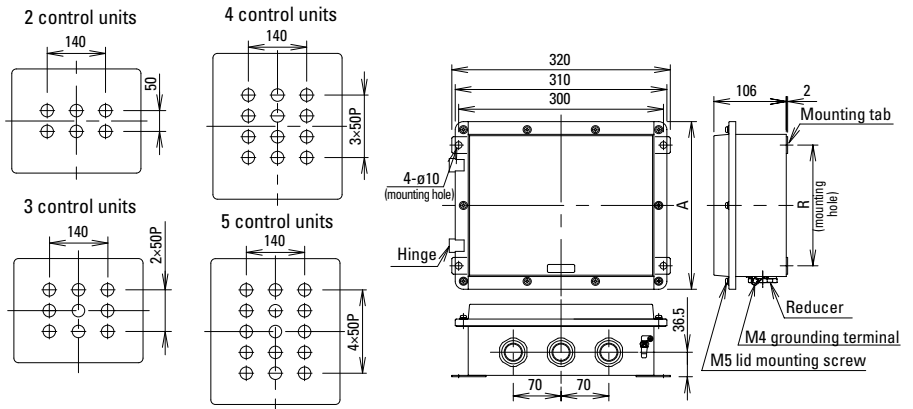 2 control units
140
50
3 control units
140
2×50P
4 control units
140
3×50P
5 control units
140
4×50P
320
310
300
4-ø10
(mounting hole)
Hinge
A
36.5
70
70
106
2
Mounting tab
R
(mounting
hole)
Reducer
M4 grounding terminal
M5 lid mounting screw